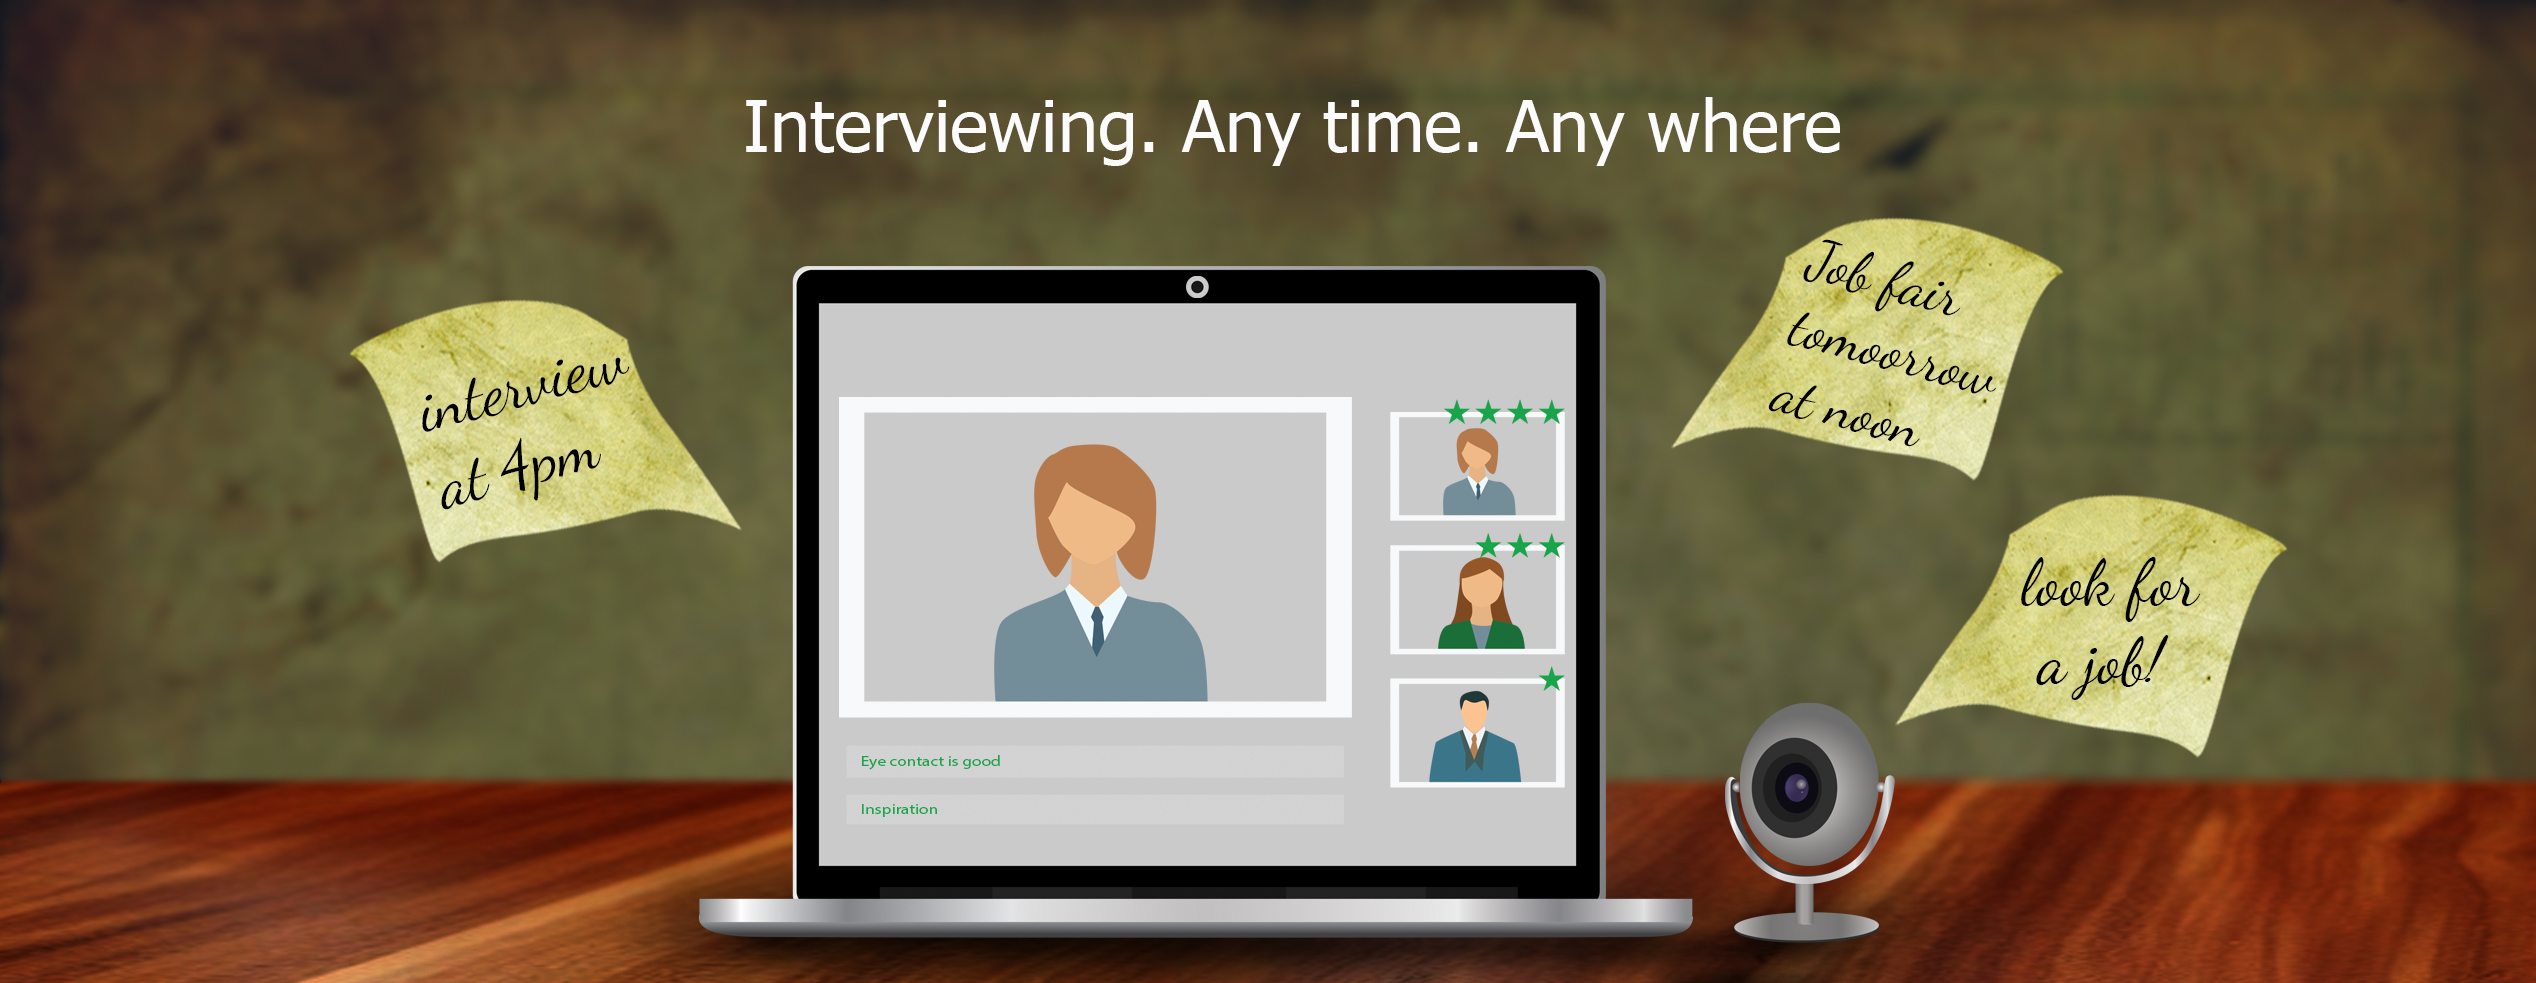 Interviewing. Any time. Any where
interview
at 4pm
Job fair
tomoorrow
at noon
look for
a job!
Eye contact is good
Inspiration